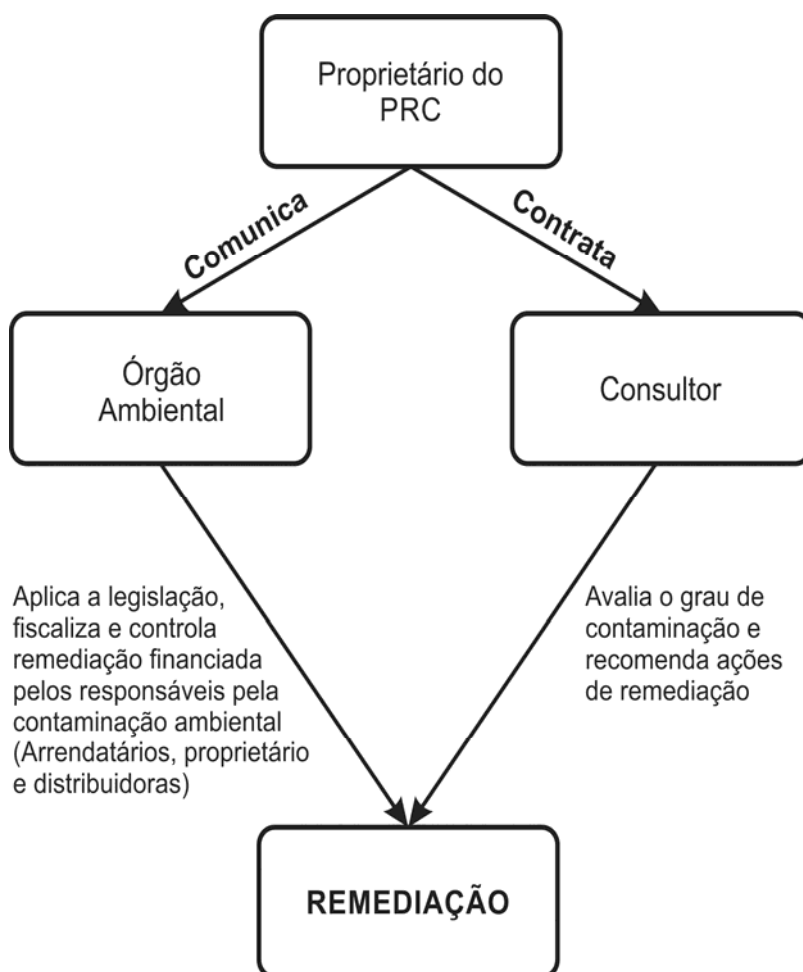 Proprietário do
PRC
Comunica
Contrata
Órgão
Ambiental
Consultor
Aplica a legislação,
fiscaliza e controla
remediação financiada
pelos responsáveis pela
contaminação ambiental
(Arrendatários, proprietário
e distribuidoras)
Avalia o grau de
contaminação e
recomenda ações
de remediação
REMEDIAÇÃO